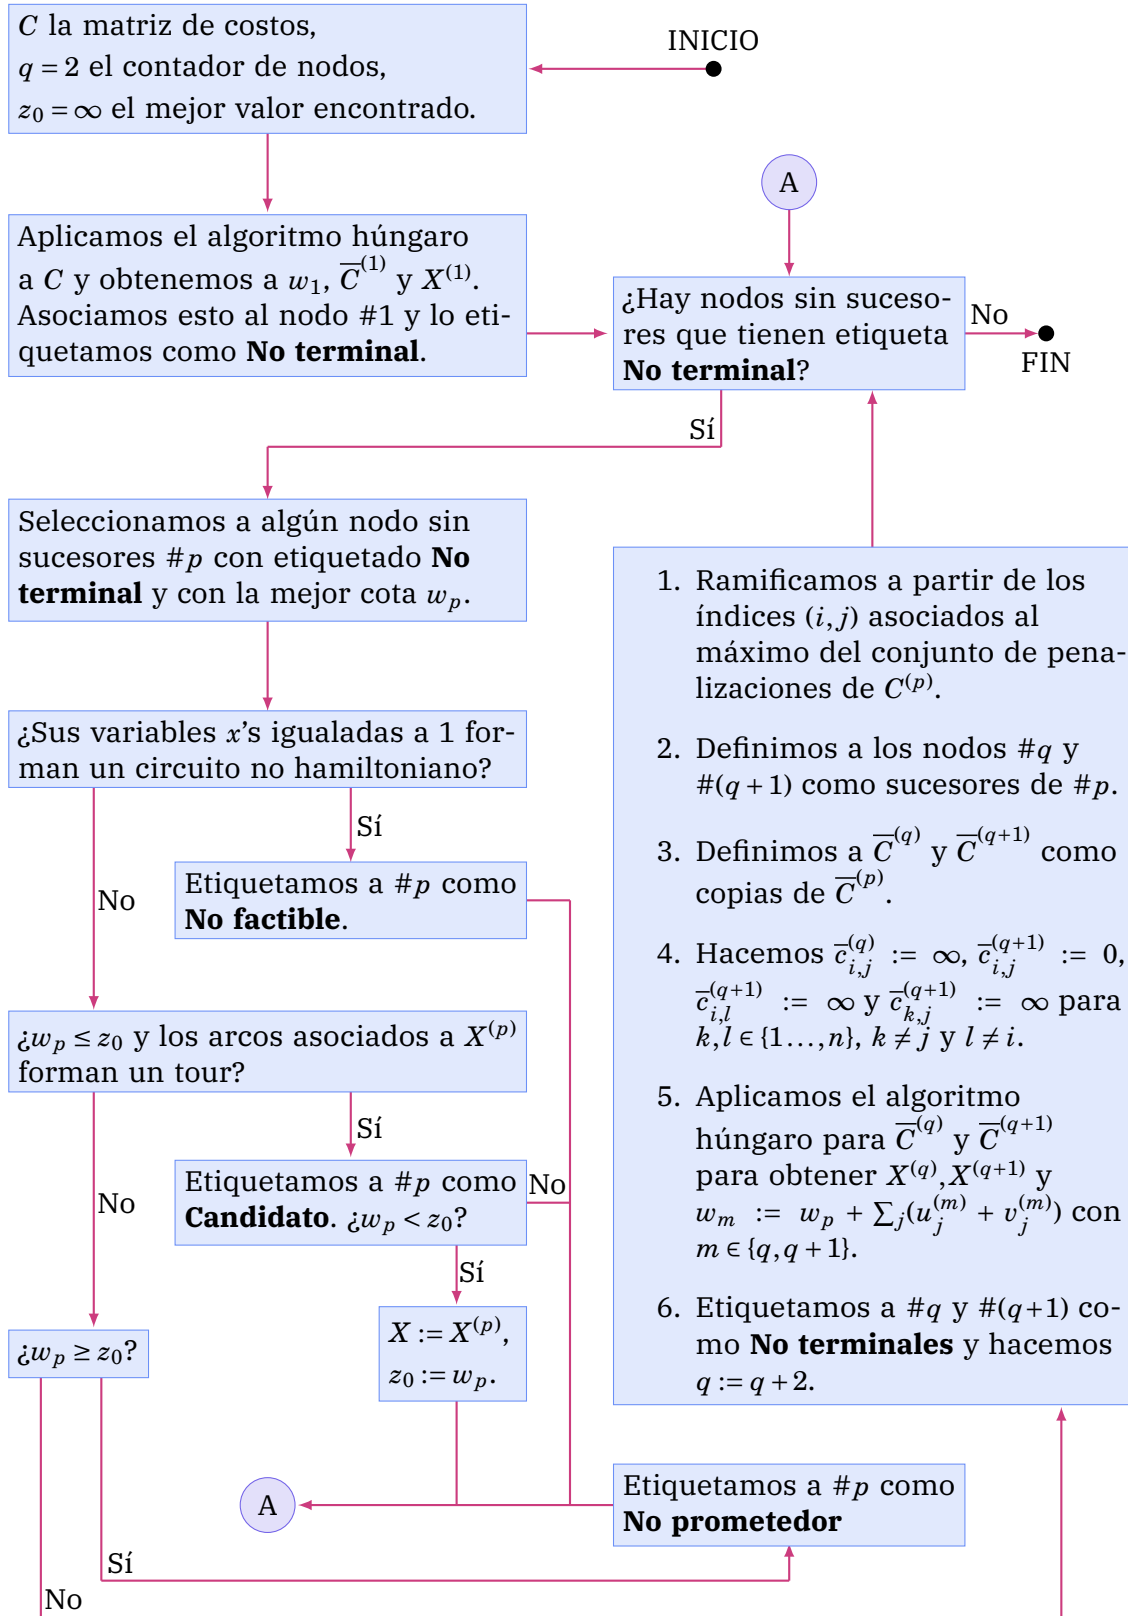 C la matriz de costos,
q = 2 el contador de nodos,
z₀ = ∞ el mejor valor encontrado.
INICIO
Aplicamos el algoritmo húngaro
a C y obtenemos a w₁, C̅⁽¹⁾ y X⁽¹⁾.
Asociamos esto al nodo #1 y lo eti-
quetamos como No terminal.
A
¿Hay nodos sin suceso-
res que tienen etiqueta
No terminal?
No
FIN
Sí
Seleccionamos a algún nodo sin
sucesores #p con etiquetado No
terminal y con la mejor cota w_p.
¿Sus variables x's igualadas a 1 for-
man un circuito no hamiltoniano?
Sí
No
Etiquetamos a #p como
No factible.
¿w_p ≤ z₀ y los arcos asociados a X^(p)
forman un tour?
Sí
No
Etiquetamos a #p como
Candidato. ¿w_p < z₀?
No
Sí
X := X^(p),
z₀ := w_p.
¿w_p ≥ z₀?
1. Ramificamos a partir de los
índices (i, j) asociados al
máximo del conjunto de pena-
lizaciones de C^(p).
2. Definimos a los nodos #q y
#(q + 1) como sucesores de #p.
3. Definimos a C̅^(q) y C̅^(q+1) como
copias de C̅^(p).
4. Hacemos c̅_{i,j}^(q) := ∞, c̅_{i,j}^(q+1) := 0,
c̅_{i,l}^(q+1) := ∞ y c̅_{k,j}^(q+1) := ∞ para
k, l ∈ {1…, n}, k ≠ j y l ≠ i.
5. Aplicamos el algoritmo
húngaro para C̅^(q) y C̅^(q+1)
para obtener X^(q), X^(q+1) y
w_m := w_p + ∑_j(u_j^(m) + v_j^(m)) con
m ∈ {q, q + 1}.
6. Etiquetamos a #q y #(q+1) co-
mo No terminales y hacemos
q := q + 2.
A
Etiquetamos a #p como
No prometedor
Sí
No